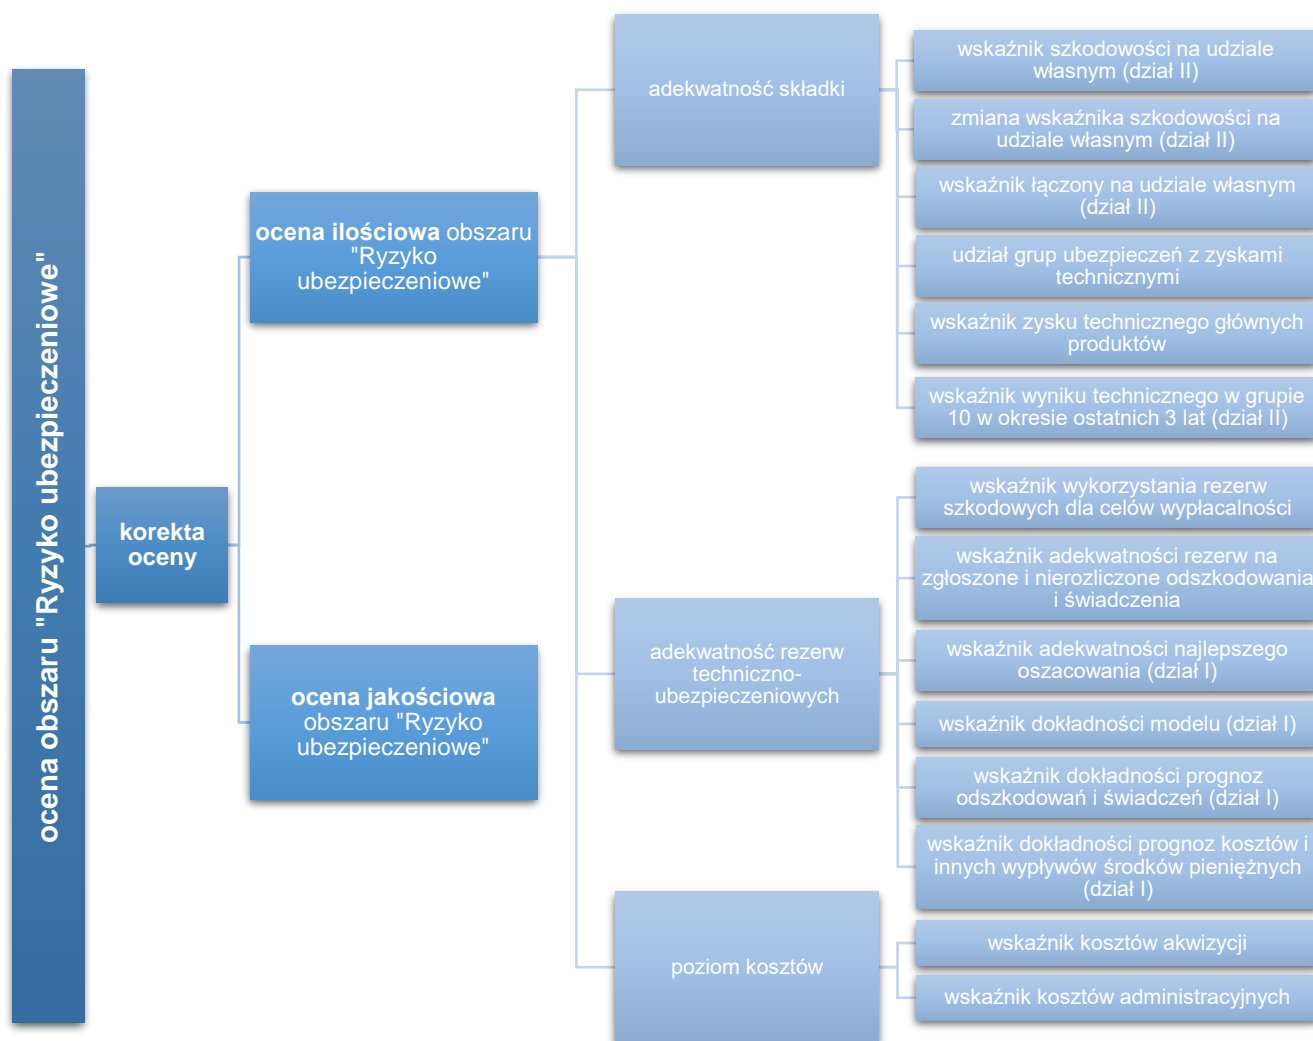 ocena obszaru "Ryzyko ubezpieczeniowe"
korekta
oceny
ocena ilościowa obszaru
"Ryzyko
ubezpieczeniowe"
ocena jakościowa
obszaru "Ryzyko
ubezpieczeniowe"
adekwatność składki
wskaźnik szkodowości na udziale
własnym (dział II)
zmiana wskaźnika szkodowości na
udziale własnym (dział II)
wskaźnik łączony na udziale własnym
(dział II)
udział grup ubezpieczeń z zyskami
technicznymi
wskaźnik zysku technicznego głównych
produktów
wskaźnik wyniku technicznego w grupie
10 w okresie ostatnich 3 lat (dział II)
adekwatność rezerw
techniczno-
ubezpieczeniowych
wskaźnik wykorzystania rezerw
szkodowych dla celów wypłacalności
wskaźnik adekwatności rezerw na
zgłoszone i nierozliczone odszkodowania
i świadczenia
wskaźnik adekwatności najlepszego
oszacowania (dział I)
wskaźnik dokładności modelu (dział I)
wskaźnik dokładności prognoz
odszkodowań i świadczeń (dział I)
wskaźnik dokładności prognoz kosztów i
innych wypływów środków pieniężnych
(dział I)
poziom kosztów
wskaźnik kosztów akwizycji
wskaźnik kosztów administracyjnych